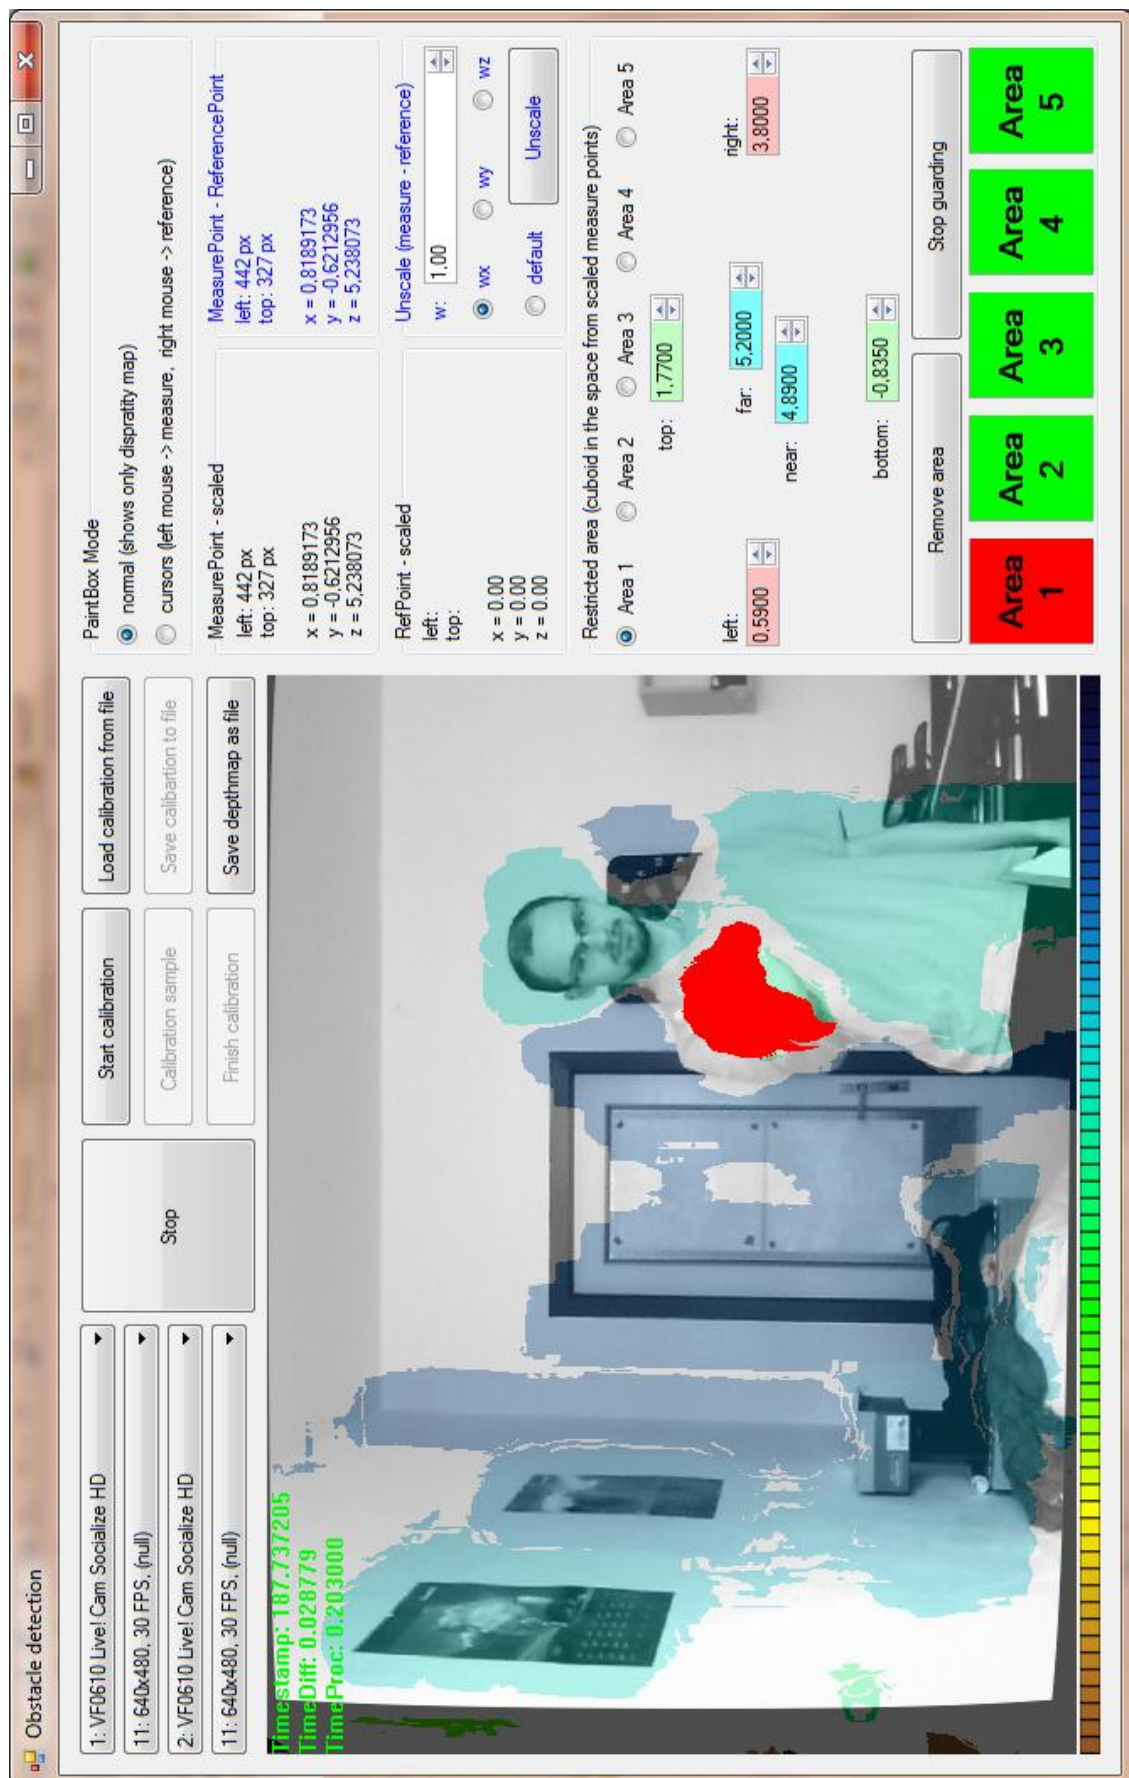 Obstacle detection
1: VF0610 Live! Cam Socialize HD
11: 640x480, 30 FPS, (null)
2: VF0610 Live! Cam Socialize HD
11: 640x480, 30 FPS, (null)
Stop
Start calibration
Load calibration from file
Calibration sample
Save calibartion to file
Finish calibration
Save depthmap as file
Timestamp: 187.737205
TimeDiff: 0.028779
TimeProc: 0.203000
PaintBox Mode
normal (shows only dispratity map)
cursors (left mouse -> measure, right mouse -> reference)
MeasurePoint - scaled
left: 442 px
top: 327 px
x = 0,8189173
y = -0,6212956
z = 5,238073
MeasurePoint - ReferencePoint
left: 442 px
top: 327 px
x = 0,8189173
y = -0,6212956
z = 5,238073
RefPoint - scaled
left:
top:
x = 0.00
y = 0.00
z = 0.00
Unscale (measure - reference)
w: 1,00
wx wy wz
default Unscale
Restricted area (cuboid in the space from scaled measure points)
Area 1 Area 2 Area 3 Area 4 Area 5
top: 1,7700
left: far: right:
0,5900 5,2000 3,8000
near: 4,8900
bottom: -0,8350
Remove area Stop guarding
Area Area Area Area Area
1 2 3 4 5